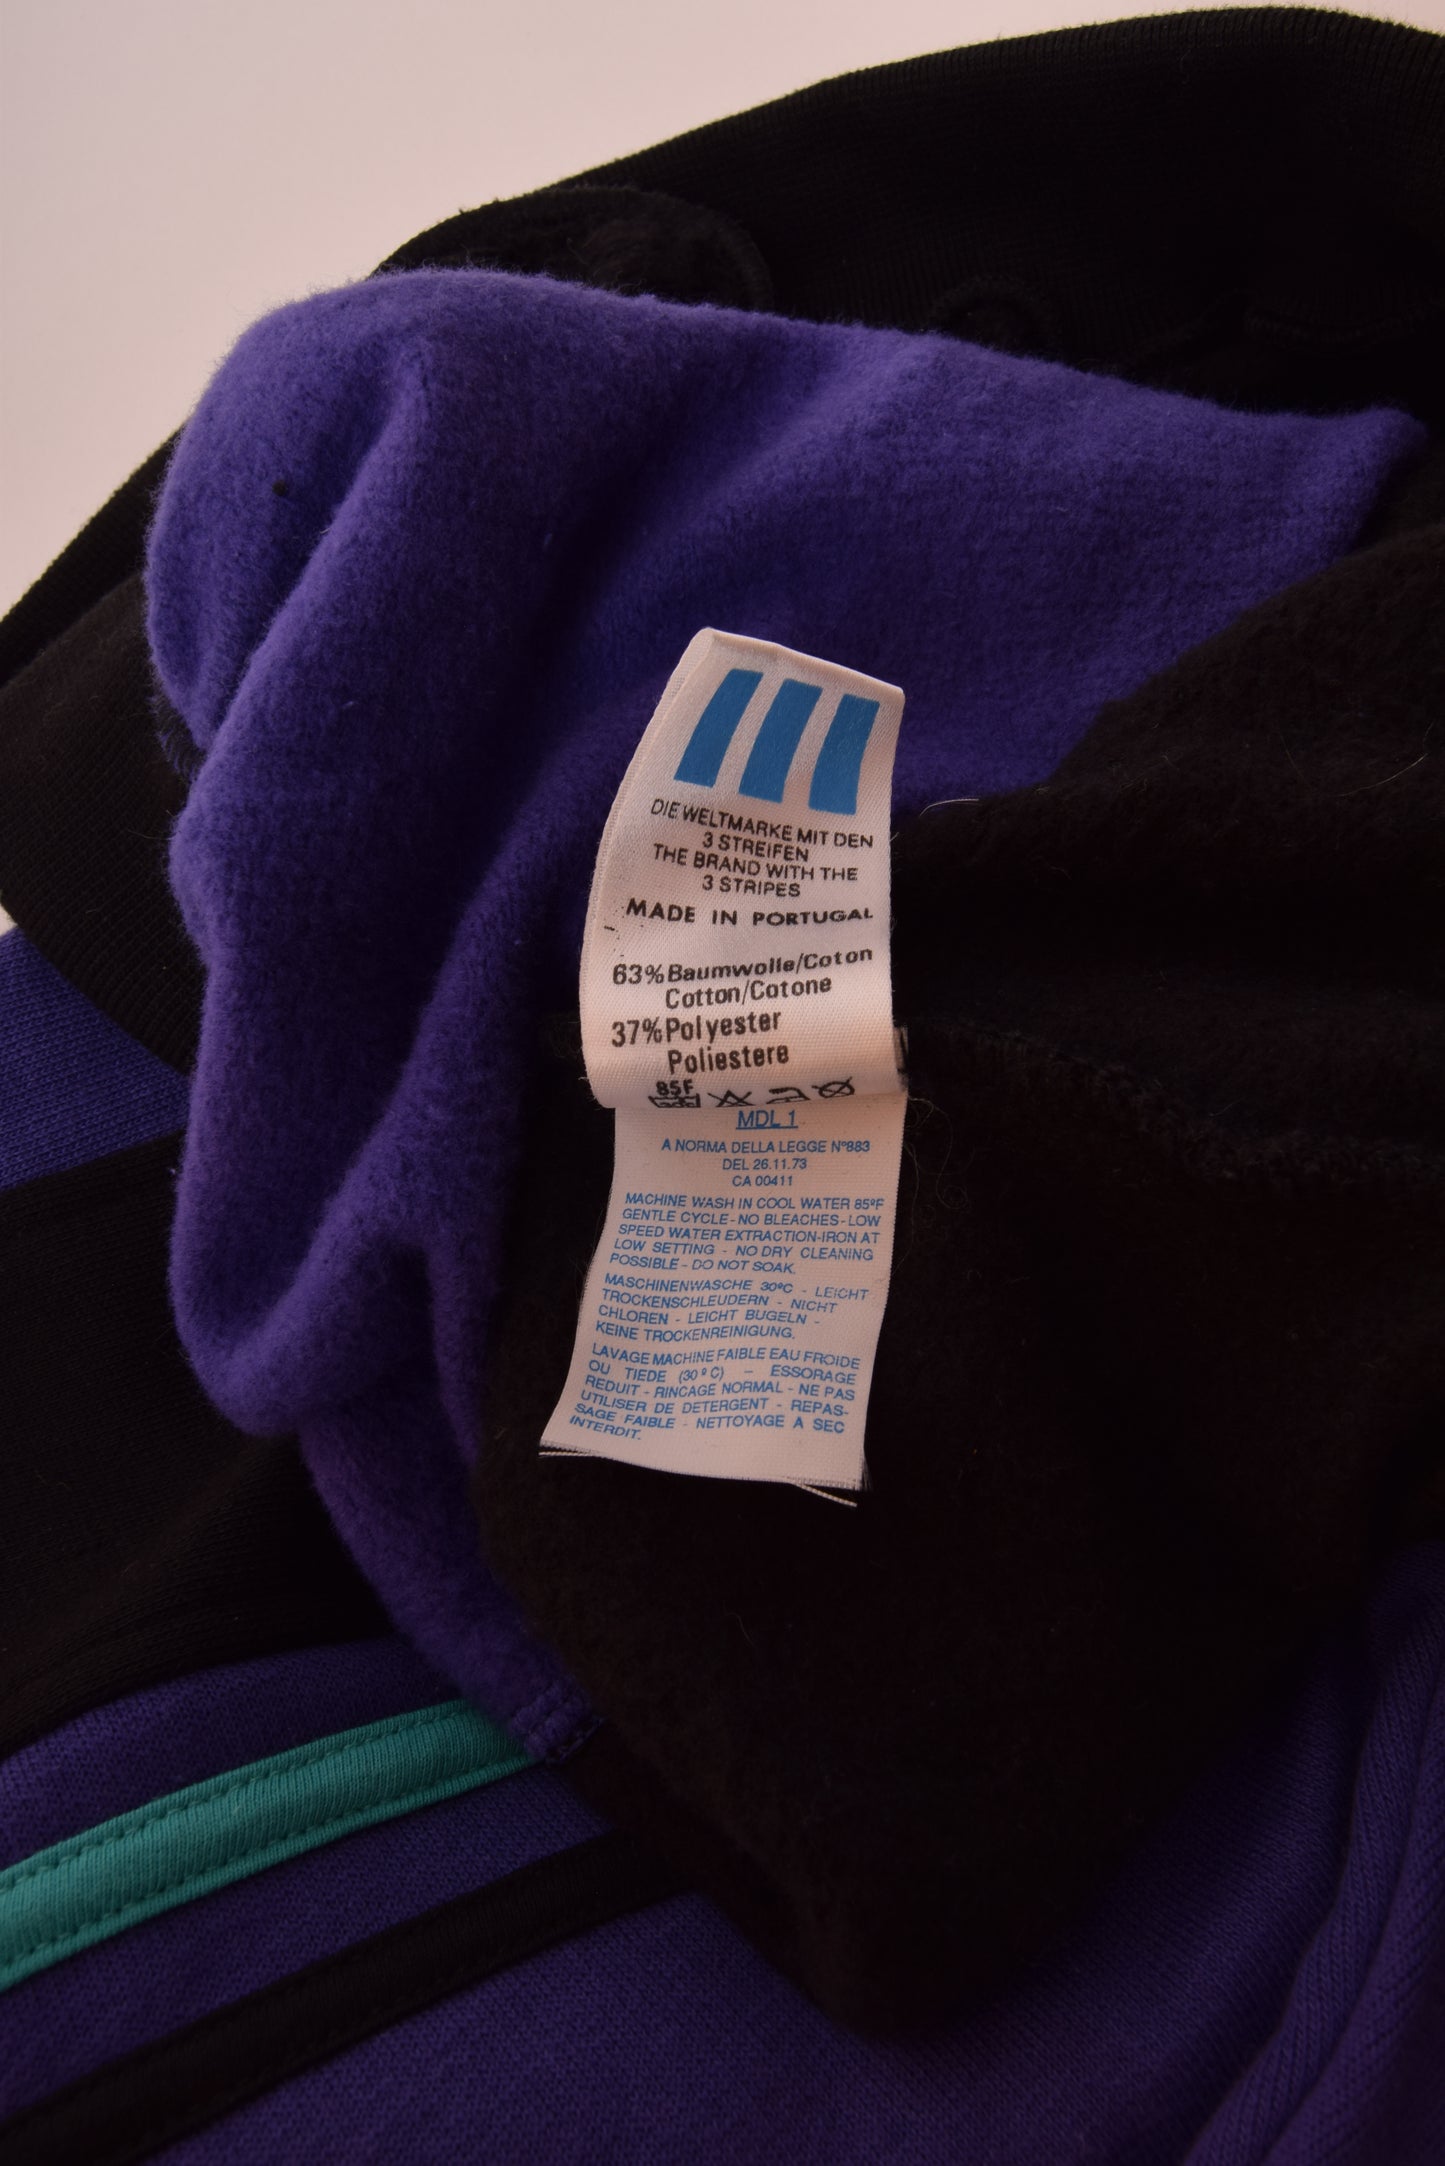 DIE WELTMARKE MIT DEN
3 STREIFEN
THE BRAND WITH THE
3 STRIPES
MADE IN PORTUGAL
63% Baumwolle/Coton
Cotton/Cotone
37% Polyester
Poliestere
85F
MDL 1
A NORMA DELLA LEGGE Nº883
DEL 26.11.73
CA 00411
MACHINE WASH IN COOL WATER 85ºF
GENTLE CYCLE - NO BLEACHES - LOW
SPEED WATER EXTRACTION-IRON AT
LOW SETTING - NO DRY CLEANING
POSSIBLE - DO NOT SOAK.
MASCHINENWASCHE 30ºC - LEICHT
TROCKENSCHLEUDERN - NICHT
CHLOREN - LEICHT BUGELN -
KEINE TROCKENREINIGUNG.
LAVAGE MACHINE FAIBLE EAU FROIDE
OU TIEDE (30º C) - ESSORAGE
REDUIT - RINCAGE NORMAL - NE PAS
UTILISER DE DETERGENT - REPAS-
SAGE FAIBLE - NETTOYAGE A SEC
INTERDIT.